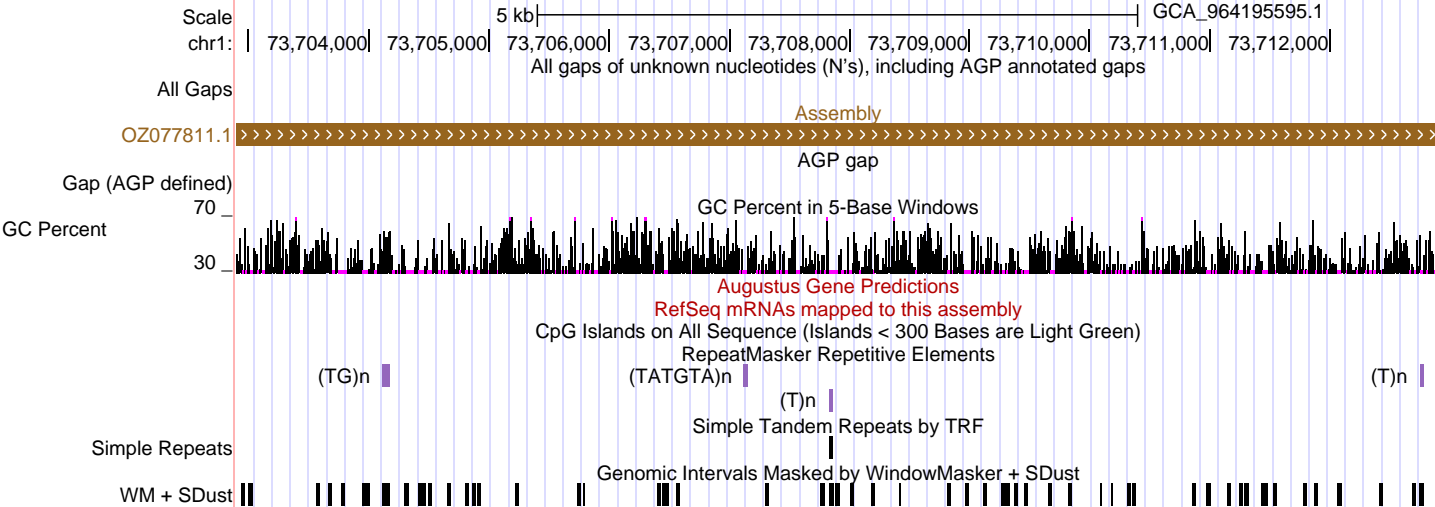 Scale 5 kb GCA_964195595.1
chr1: 73,704,000 73,705,000 73,706,000 73,707,000 73,708,000 73,709,000 73,710,000 73,711,000 73,712,000
All gaps of unknown nucleotides (N's), including AGP annotated gaps
All Gaps
Assembly
OZ077811.1
AGP gap
Gap (AGP defined)
GC Percent in 5-Base Windows
70 _
GC Percent
30 _
Augustus Gene Predictions
RefSeq mRNAs mapped to this assembly
CpG Islands on All Sequence (Islands < 300 Bases are Light Green)
RepeatMasker Repetitive Elements
(TG)n (TATGTA)n (T)n
(T)n
Simple Tandem Repeats by TRF
Simple Repeats
Genomic Intervals Masked by WindowMasker + SDust
WM + SDust